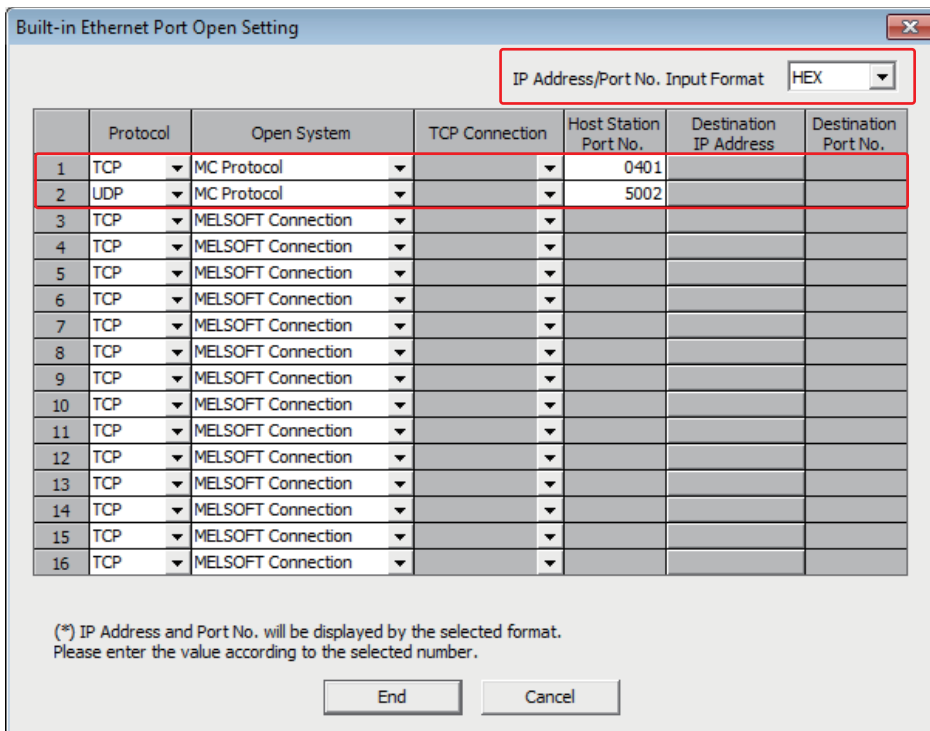 Built-in Ethernet Port Open Setting
IP Address/Port No. Input Format HEX
Protocol Open System TCP Connection Host Station Port No. Destination IP Address Destination Port No.
1 TCP MC Protocol 0401
2 UDP MC Protocol 5002
3 TCP MELSOFT Connection
4 TCP MELSOFT Connection
5 TCP MELSOFT Connection
6 TCP MELSOFT Connection
7 TCP MELSOFT Connection
8 TCP MELSOFT Connection
9 TCP MELSOFT Connection
10 TCP MELSOFT Connection
11 TCP MELSOFT Connection
12 TCP MELSOFT Connection
13 TCP MELSOFT Connection
14 TCP MELSOFT Connection
15 TCP MELSOFT Connection
16 TCP MELSOFT Connection
(*) IP Address and Port No. will be displayed by the selected format.
Please enter the value according to the selected number.
End Cancel